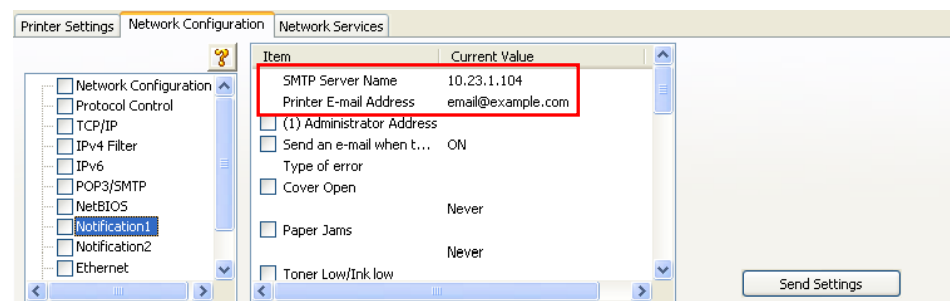 Printer Settings Network Configuration Network Services
Item Current Value
Network Configuration
Protocol Control
TCP/IP
IPv4 Filter
IPv6
POP3/SMTP
NetBIOS
Notification1
Notification2
Ethernet
SMTP Server Name 10.23.1.104
Printer E-mail Address email@example.com
(1) Administrator Address
Send an e-mail when t... ON
Type of error
Cover Open
Never
Paper Jams
Never
Toner Low/Ink low
Send Settings